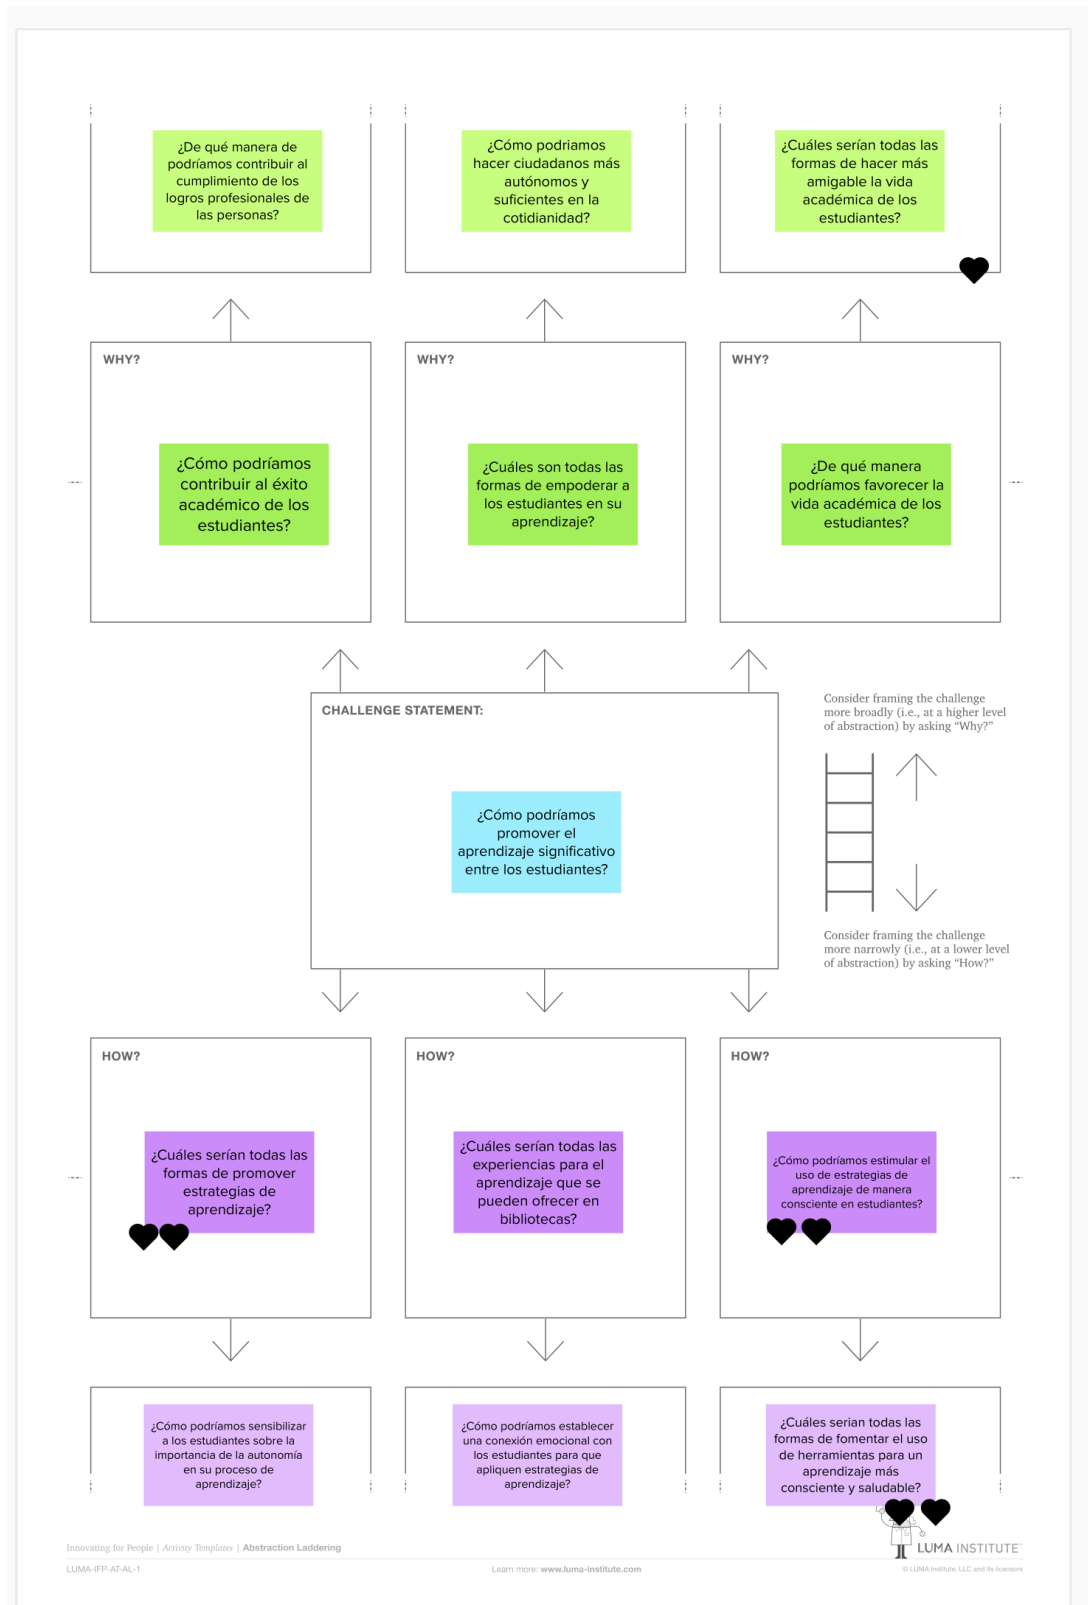 ¿De qué manera de
podríamos contribuir al
cumplimiento de los
logros profesionales de
las personas?
¿Cómo podriamos
hacer ciudadanos más
autónomos y
suficientes en la
cotidianidad?
¿Cuáles serían todas las
formas de hacer más
amigable la vida
académica de los
estudiantes?
WHY?
¿Cómo podríamos
contribuir al éxito
académico de los
estudiantes?
WHY?
¿Cuáles son todas las
formas de empoderar a
los estudiantes en su
aprendizaje?
WHY?
¿De qué manera
podríamos favorecer la
vida académica de los
estudiantes?
CHALLENGE STATEMENT:
¿Cómo podríamos
promover el
aprendizaje significativo
entre los estudiantes?
Consider framing the challenge
more broadly (i.e., at a higher level
of abstraction) by asking “Why?”
Consider framing the challenge
more narrowly (i.e., at a lower level
of abstraction) by asking “How?”
HOW?
¿Cuáles serían todas las
formas de promover
estrategias de
aprendizaje?
HOW?
¿Cuáles serían todas las
experiencias para el
aprendizaje que se
pueden ofrecer en
bibliotecas?
HOW?
¿Cómo podríamos estimular el
uso de estrategias de
aprendizaje de manera
consciente en estudiantes?
¿Cómo podríamos sensibilizar
a los estudiantes sobre la
importancia de la autonomía
en su proceso de
aprendizaje?
¿Cómo podríamos establecer
una conexión emocional con
los estudiantes para que
apliquen estrategias de
aprendizaje?
¿Cuáles serian todas las
formas de fomentar el uso
de herramientas para un
aprendizaje más
consciente y saludable?
Innovating for People | Activity Templates | Abstraction Laddering
LUMA INSTITUTE
LUMA-IFP-AT-AL-1
Learn more: www.luma-institute.com
© LUMA Institute, LLC and its licensors